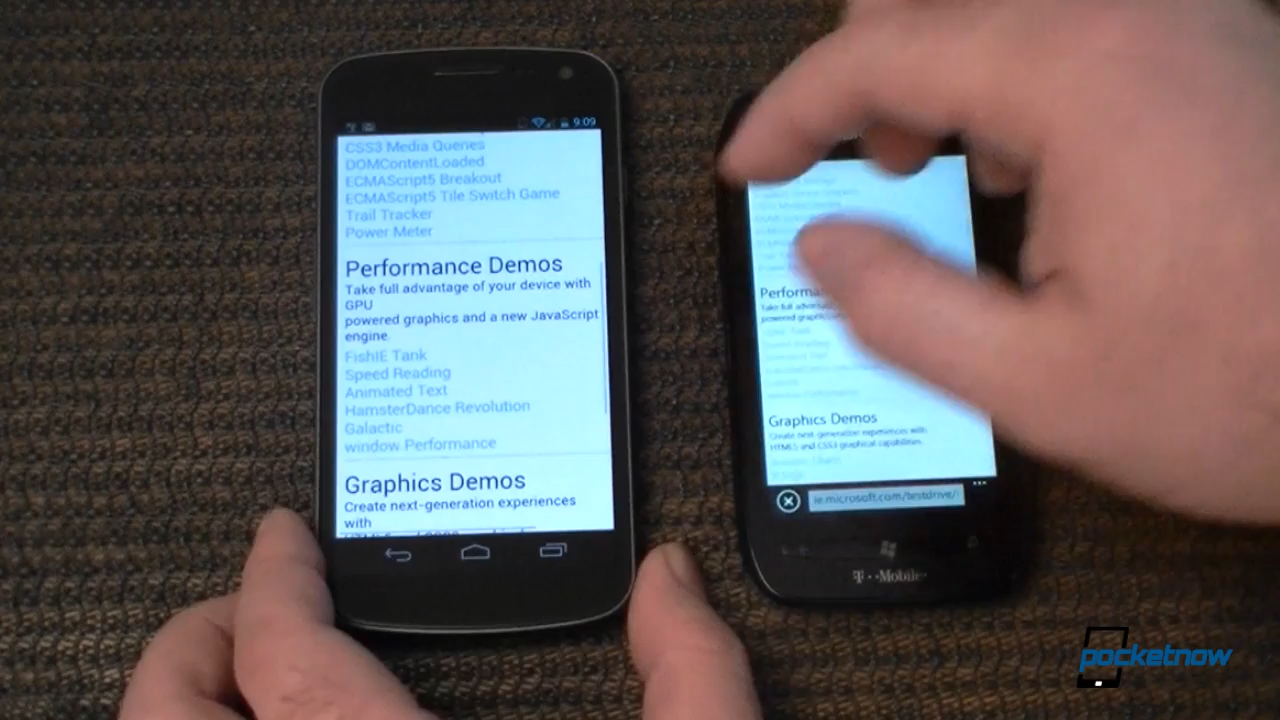 9:09
CSS3 Media Queries
DOMContentLoaded
ECMAScript5 Breakout
ECMAScript5 Tile Switch Game
Trail Tracker
Power Meter
Performance Demos
Take full advantage of your device with
GPU
powered graphics and a new JavaScript
engine.
FishIE Tank
Speed Reading
Animated Text
HamsterDance Revolution
Galactic
window Performance
Graphics Demos
Create next-generation experiences
with
Performa
Take full
powered
Graphics Demos
Create next-generation experiences with
HTML5 and CSS3 graphical capabilities.
ie.microsoft.com/testdrive/
T-Mobile
pocketnow